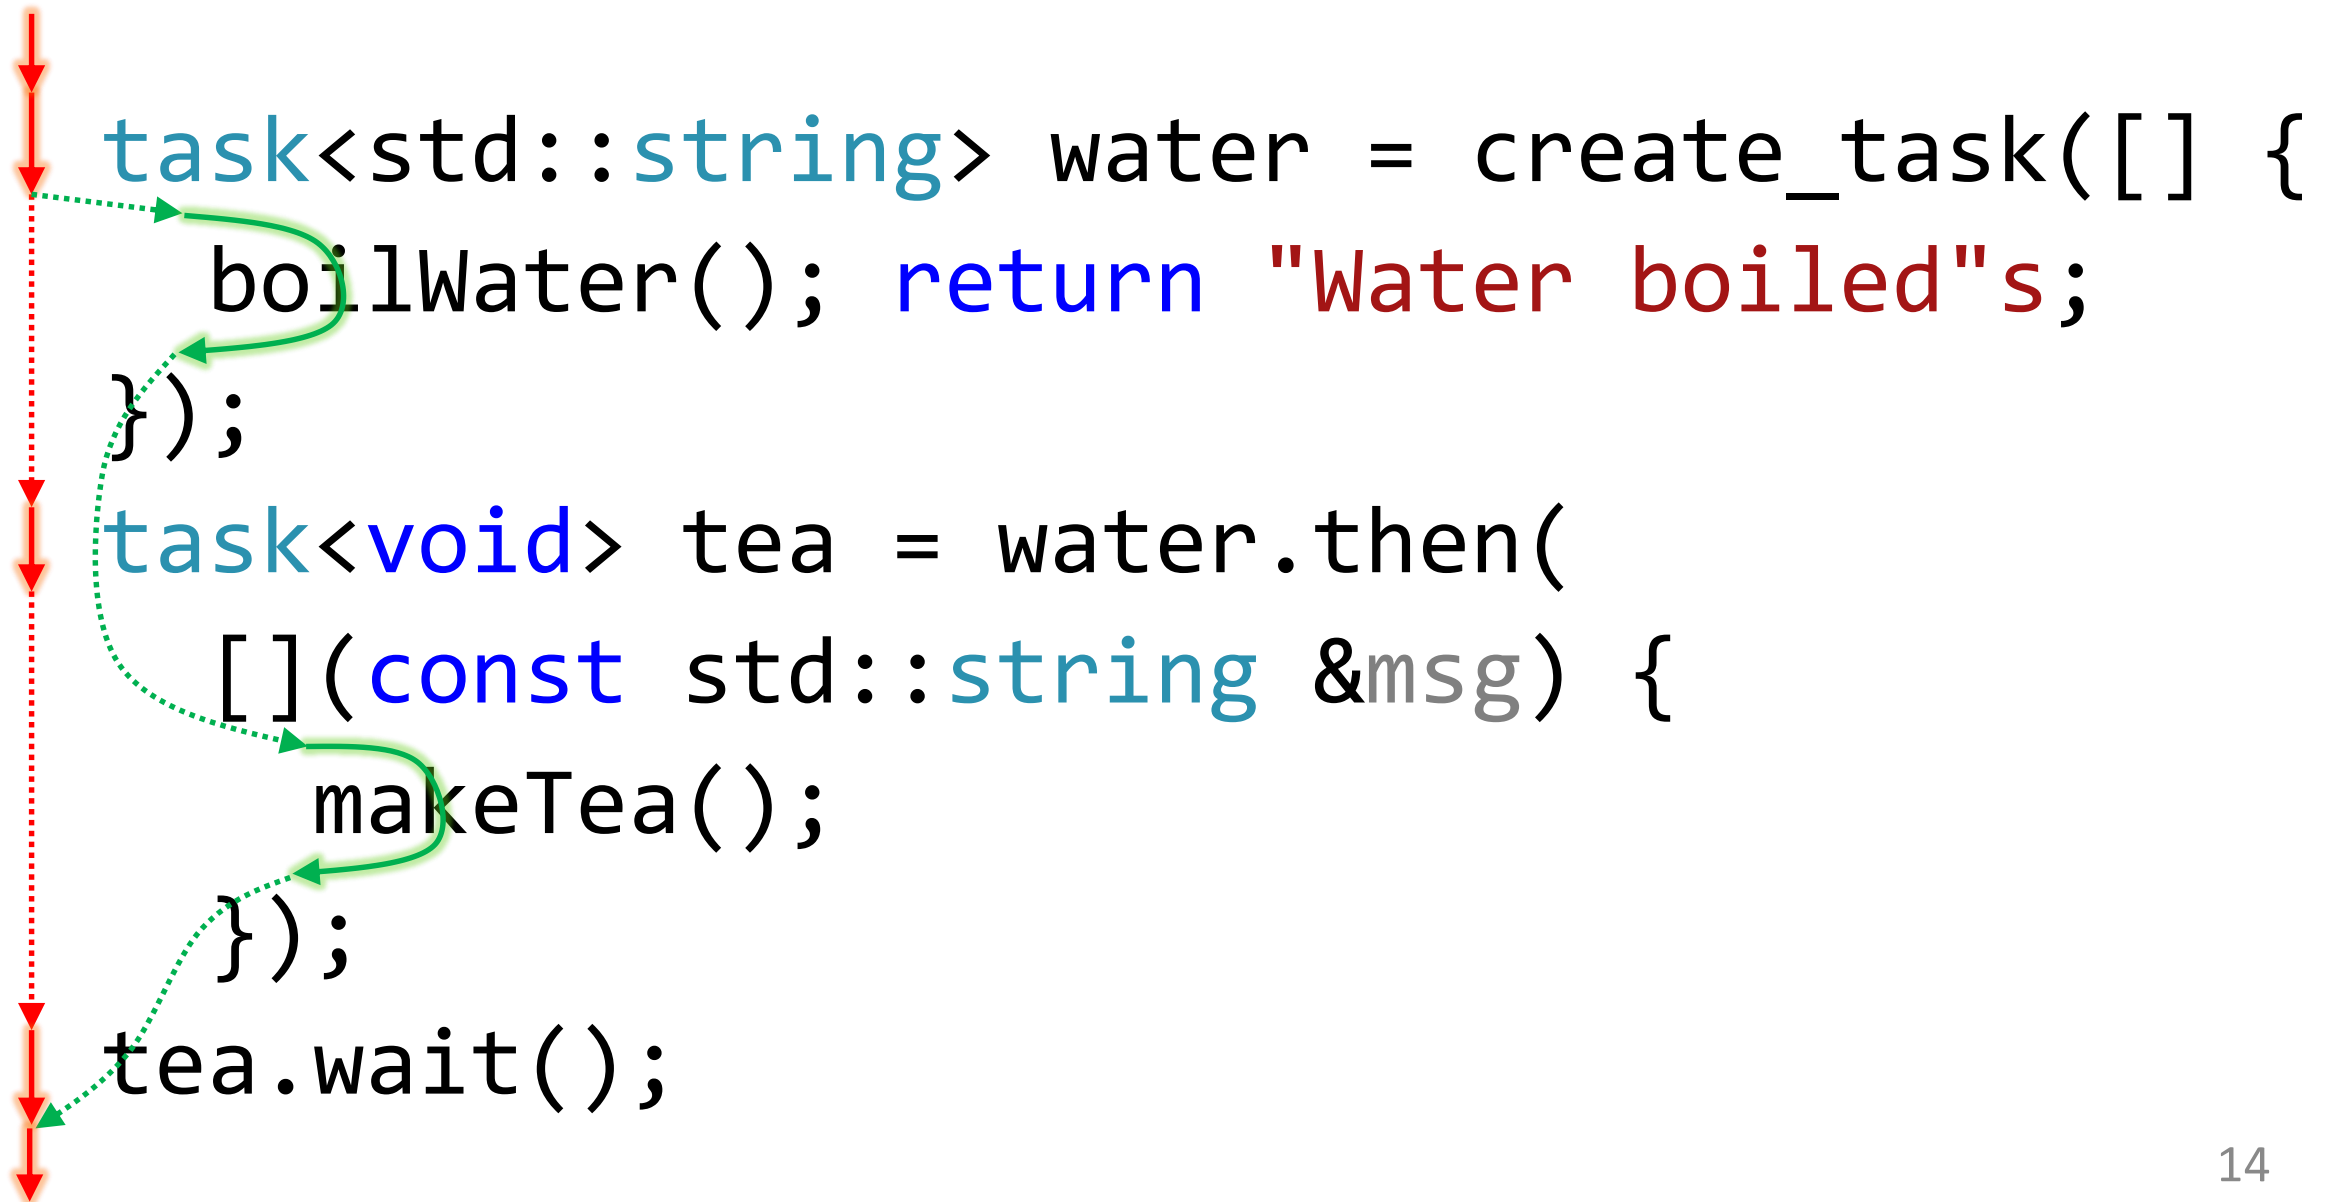 task<std::string> water = create_task([] {
  boilWater(); return "Water boiled"s;
});
task<void> tea = water.then(
  [](const std::string &msg) {
    makeTea();
  });
tea.wait();
14